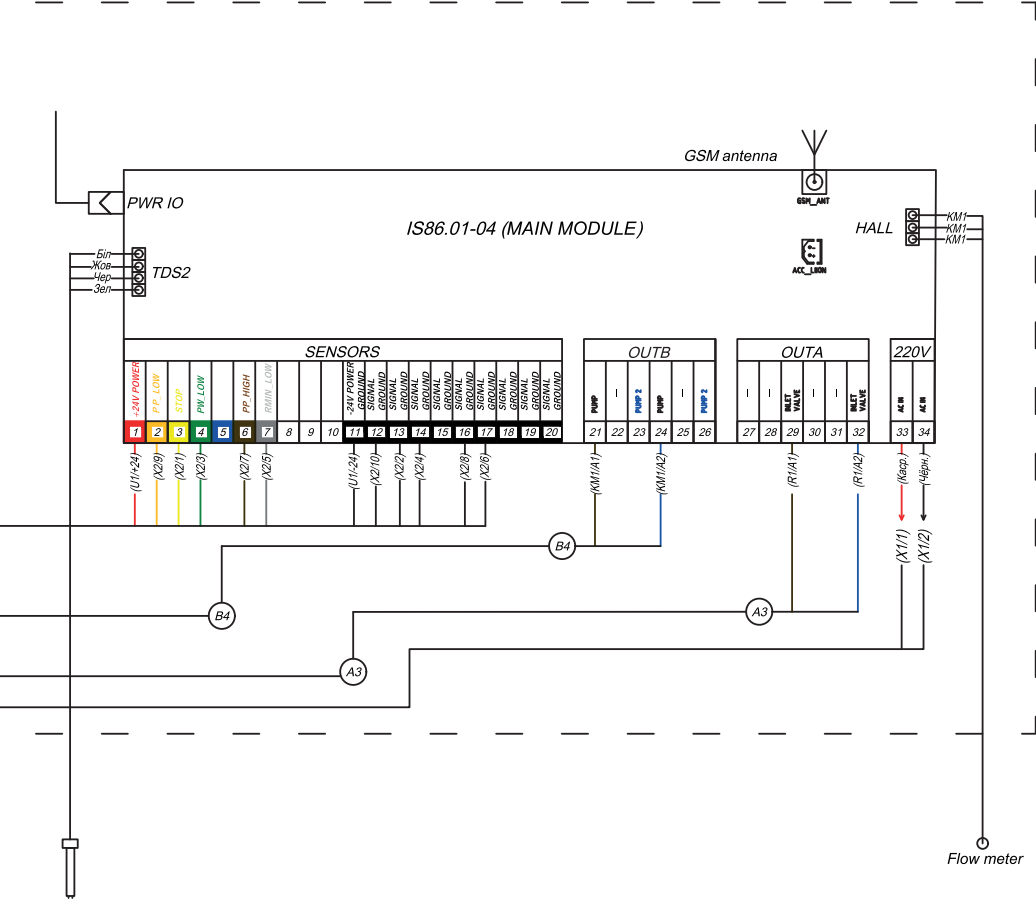 GSM antenna
GSM_ANT
PWR IO
IS86.01-04 (MAIN MODULE)
HALL
KM1
KM1
KM1
Біл
Жов
Чер
Зел
TDS2
ACC_LION
SENSORS
OUTB
OUTA
220V
+24V POWER
P.P_LOW
STOP
PW_LOW
PP_HIGH
RMIN_LOW
-24V POWER
GROUND
SIGNAL
GROUND
SIGNAL
GROUND
SIGNAL
GROUND
SIGNAL
GROUND
SIGNAL
GROUND
SIGNAL
GROUND
SIGNAL
GROUND
SIGNAL
GROUND
SIGNAL
GROUND
PUMP
PUMP 2
PUMP
PUMP 2
INLET
VALVE
INLET
VALVE
AC IN
AC IN
1 2 3 4 5 6 7 8 9 10 11 12 13 14 15 16 17 18 19 20 21 22 23 24 25 26 27 28 29 30 31 32 33 34
(U1/+24)
(X2/9)
(X2/1)
(X2/3)
(X2/7)
(X2/5)
(U1/-24)
(X2/10)
(X2/2)
(X2/4)
(X2/8)
(X2/6)
(KM1/A1)
(KM1/A2)
(R1/A1)
(R1/A2)
(Каср.)
(Чёрн.)
(X1/1)
(X1/2)
B4
B4
A3
A3
Flow meter